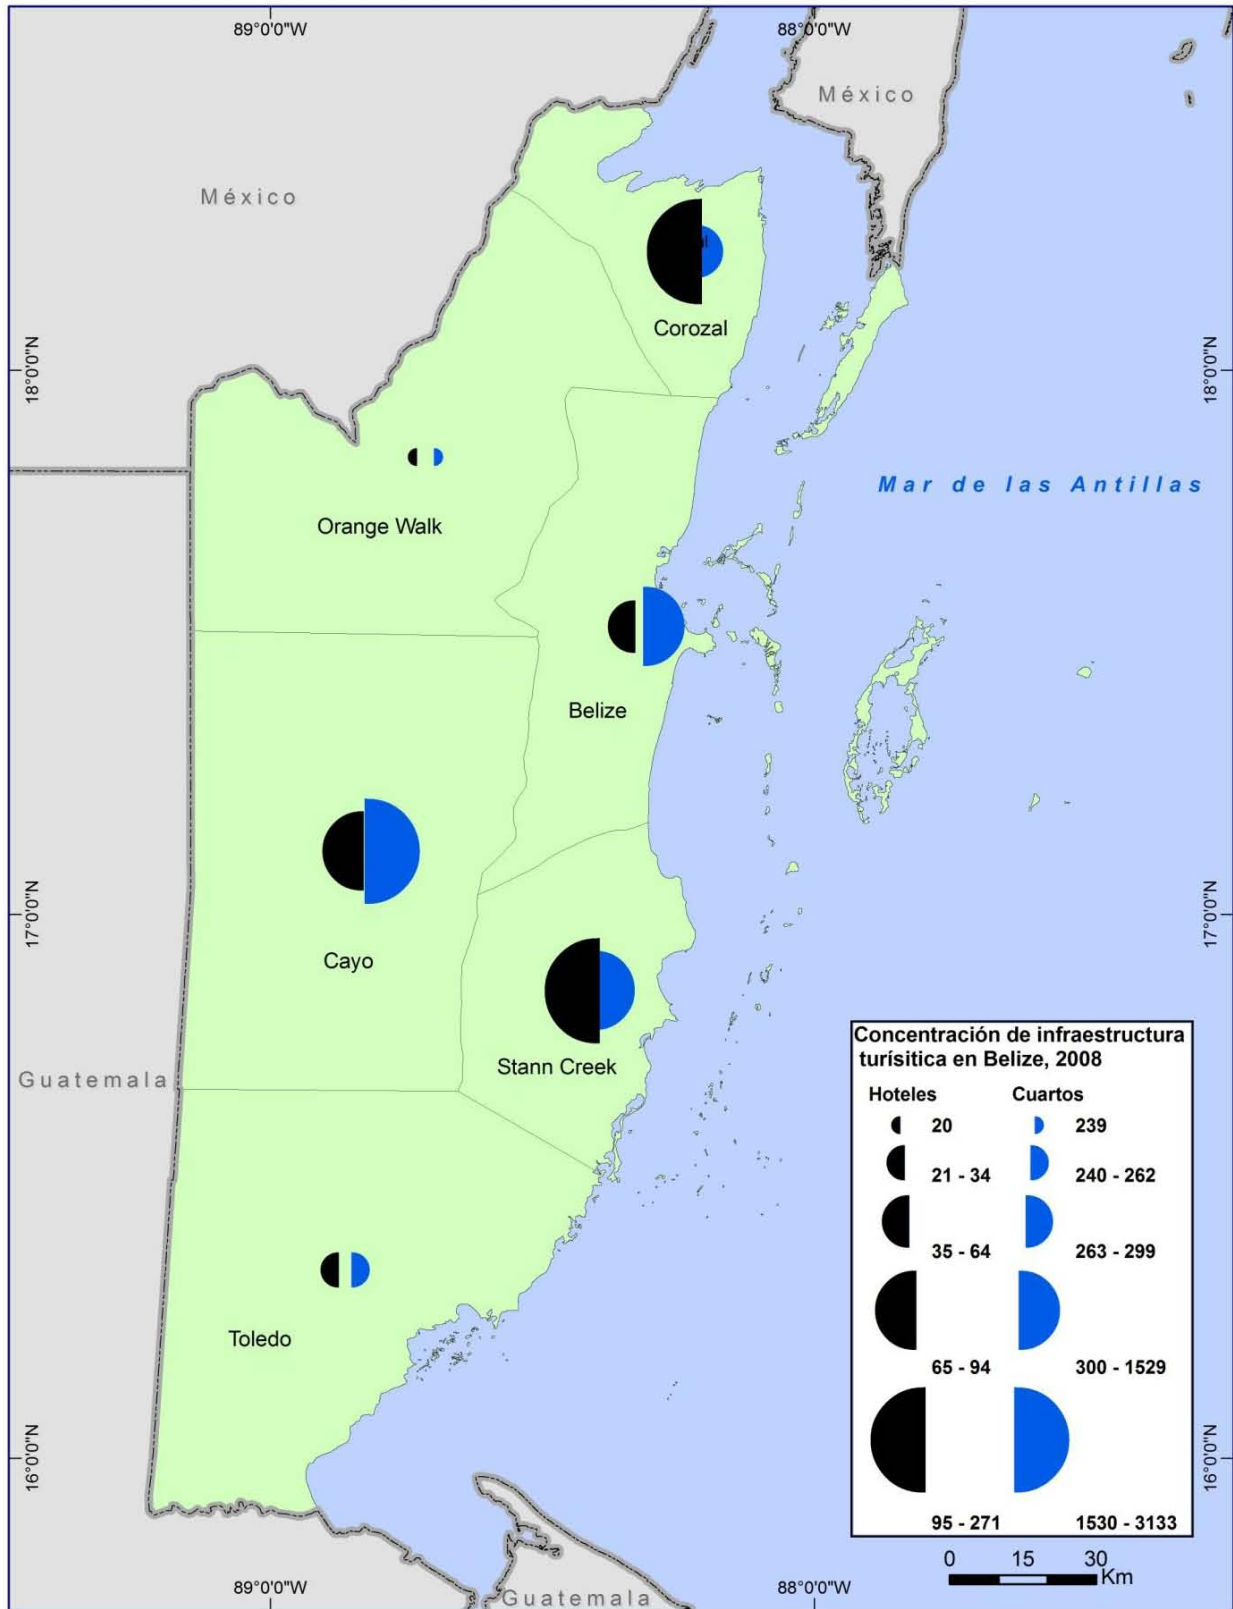 89°0'0"W
88°0'0"W
México
México
Corozal
18°0'0"N
18°0'0"N
Mar de las Antillas
Orange Walk
Belize
17°0'0"N
17°0'0"N
Cayo
Stann Creek
Guatemala
Toledo
16°0'0"N
16°0'0"N
Concentración de infraestructura
turísitica en Belize, 2008
Hoteles Cuartos
20 239
21 - 34 240 - 262
35 - 64 263 - 299
65 - 94 300 - 1529
95 - 271 1530 - 3133
0 15 30
Km
89°0'0"W
88°0'0"W
Guatemala